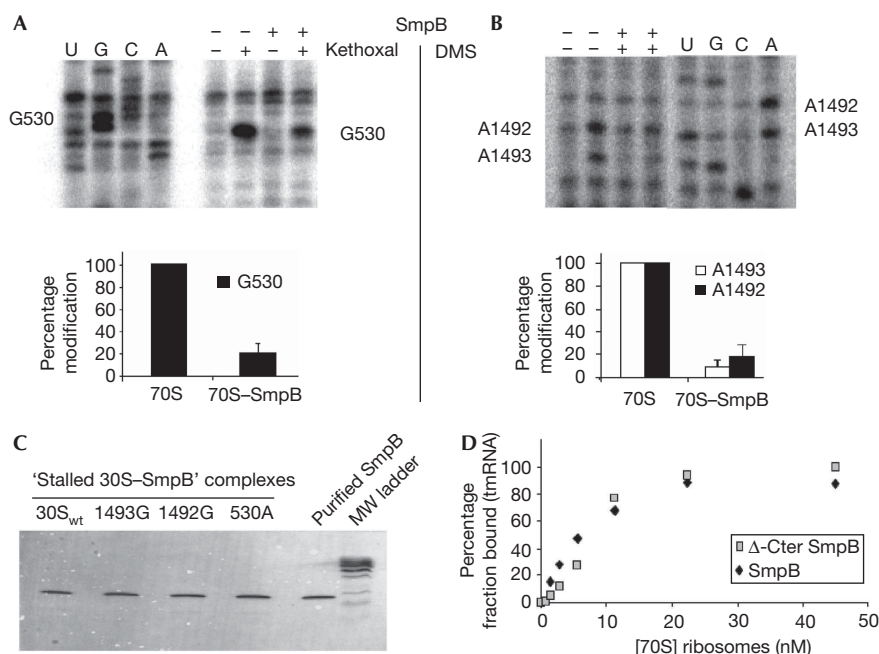 A
SmpB
B
U G C A
– – + +
– + – +
Kethoxal
DMS
– – + +
– – + +
U G C A
G530
G530
A1492
A1493
A1492
A1493
Percentage modification
100
80
60
40
20
0
G530
70S 70S–SmpB
Percentage modification
100
80
60
40
20
0
A1493
A1492
70S 70S–SmpB
C
'Stalled 30S–SmpB' complexes
30Swt 1493G 1492G 530A
Purified SmpB
MW ladder
D
Percentage fraction bound (tmRNA)
100
80
60
40
20
0
Δ-Cter SmpB
SmpB
0 10 20 30 40 50
[70S] ribosomes (nM)